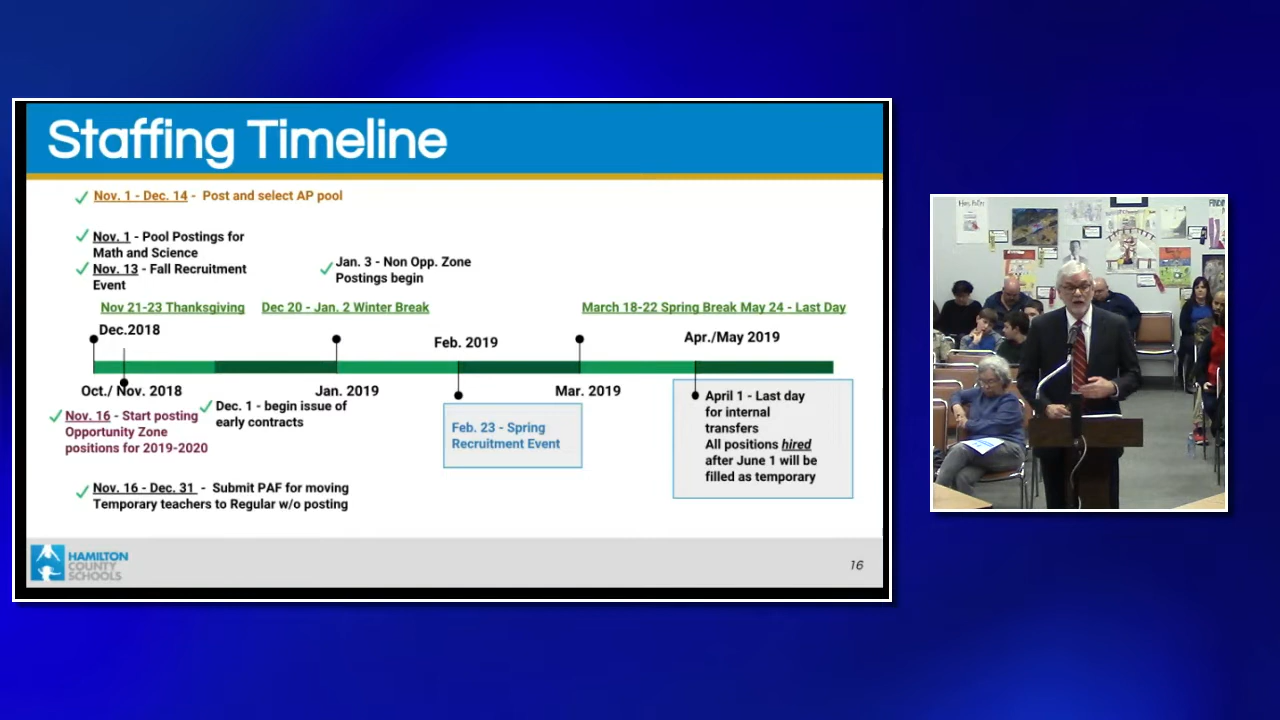 Staffing Timeline
Nov. 1 - Dec. 14 - Post and select AP pool
Nov. 1 - Pool Postings for
Math and Science
Nov. 13 - Fall Recruitment
Event
Jan. 3 - Non Opp. Zone
Postings begin
Nov 21-23 Thanksgiving
Dec 20 - Jan. 2 Winter Break
March 18-22 Spring Break May 24 - Last Day
Dec.2018
Feb. 2019
Apr./May 2019
Oct./ Nov. 2018
Jan. 2019
Mar. 2019
Nov. 16 - Start posting
Opportunity Zone
positions for 2019-2020
Dec. 1 - begin issue of
early contracts
Feb. 23 - Spring
Recruitment Event
April 1 - Last day
for internal
transfers
All positions hired
after June 1 will be
filled as temporary
Nov. 16 - Dec. 31 - Submit PAF for moving
Temporary teachers to Regular w/o posting
HAMILTON
COUNTY
SCHOOLS
16